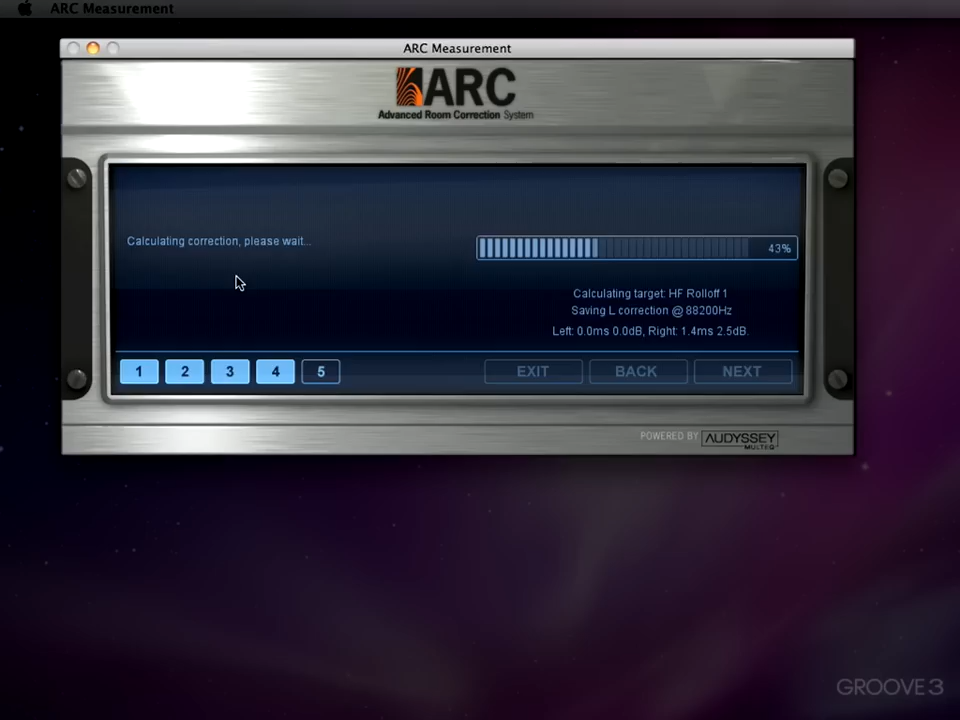 ARC Measurement
ARC Measurement
ARC
Advanced Room Correction System
Calculating correction, please wait...
43%
Calculating target: HF Rolloff 1
Saving L correction @ 88200Hz
Left: 0.0ms 0.0dB, Right: 1.4ms 2.5dB.
1 2 3 4 5 EXIT BACK NEXT
POWERED BY AUDYSSEY
MULTEQ
GROOVE3